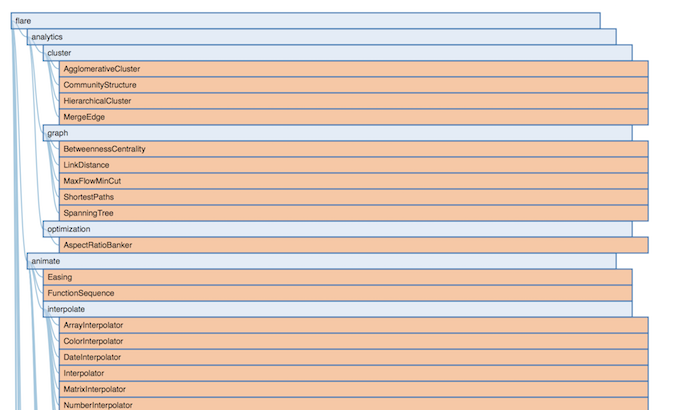 flare
analytics
cluster
AgglomerativeCluster
CommunityStructure
HierarchicalCluster
MergeEdge
graph
BetweennessCentrality
LinkDistance
MaxFlowMinCut
ShortestPaths
SpanningTree
optimization
AspectRatioBanker
animate
Easing
FunctionSequence
interpolate
ArrayInterpolator
ColorInterpolator
DateInterpolator
Interpolator
MatrixInterpolator
NumberInterpolator